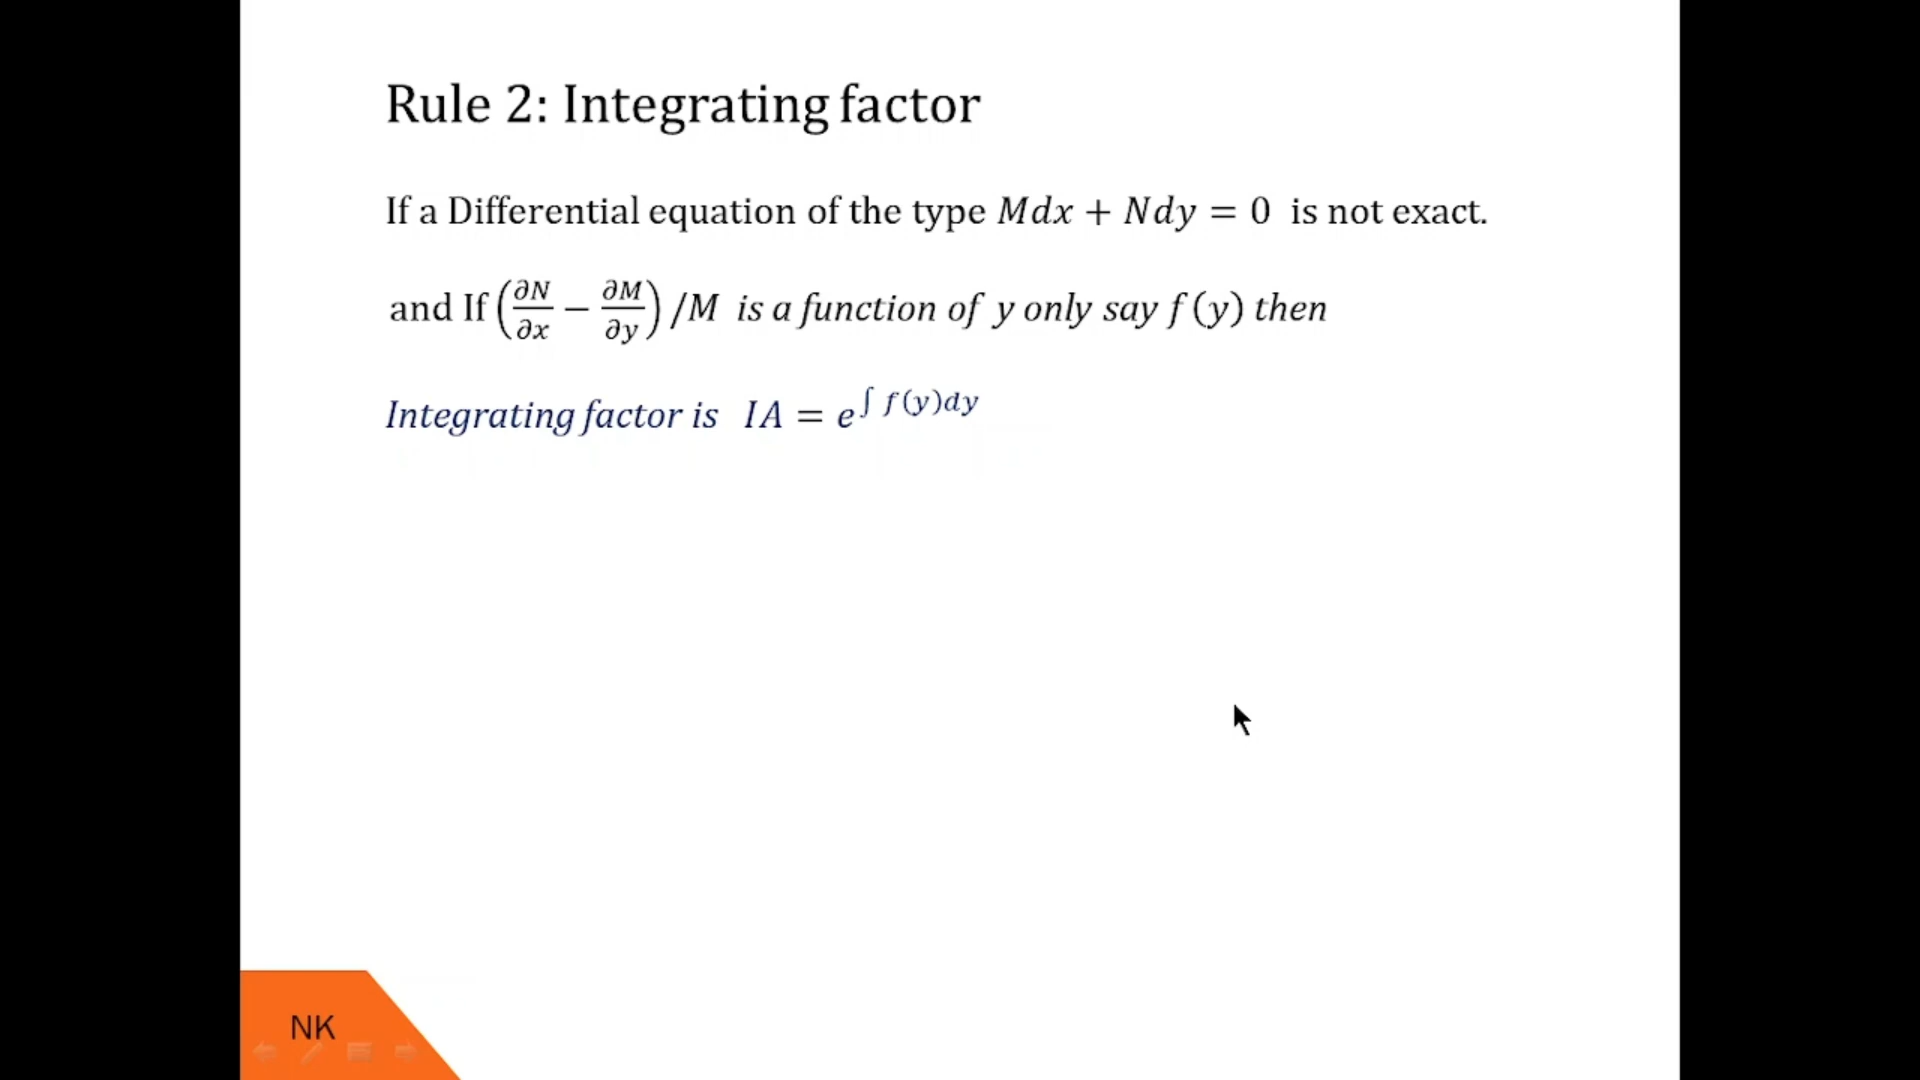 Rule 2: Integrating factor
If a Differential equation of the type Mdx + Ndy = 0 is not exact.
and If (∂N/∂x − ∂M/∂y) /M is a function of y only say f(y) then
Integrating factor is IA = e^∫ f(y)dy
NK